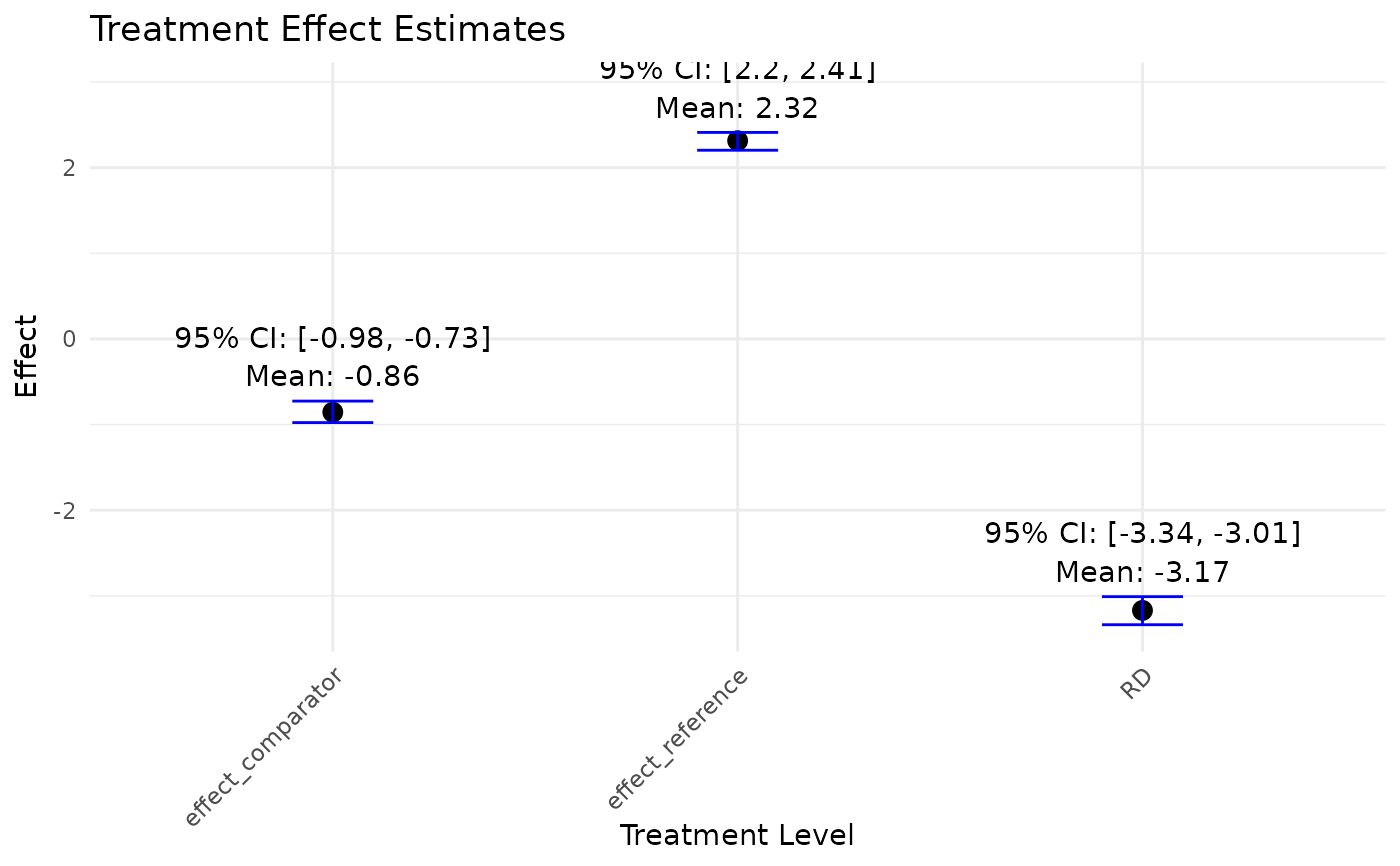 Treatment Effect Estimates
95% CI: [2.2, 2.41]
Mean: 2.32
2
95% CI: [-0.98, -0.73]
0
Mean: -0.86
Effect
-2
95% CI: [-3.34, -3.01]
Mean: -3.17
effect_comparator
effect_reference
RD
Treatment Level